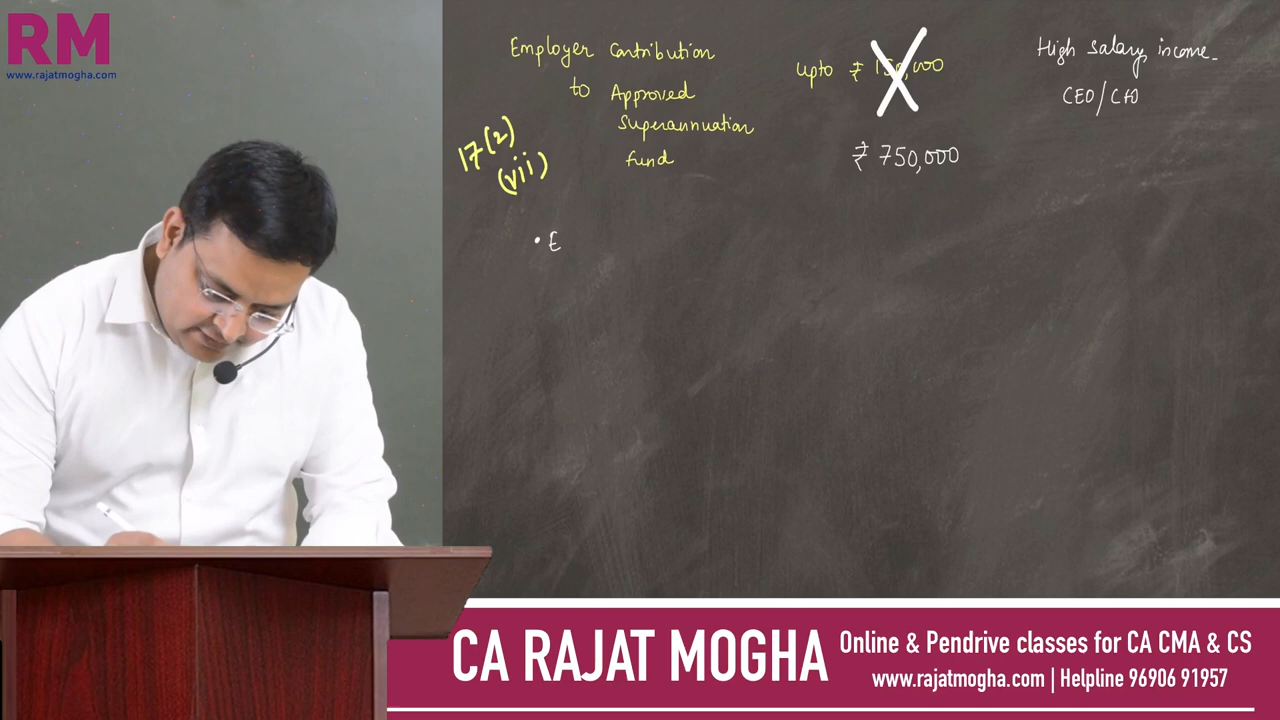 RM
www.rajatmogha.com
Employer Contribution
to Approved
Superannuation
fund
17(2)
(vii)
upto ₹ 150,000
₹ 750,000
High salary income
CEO/CFO
• E
CA RAJAT MOGHA
Online & Pendrive classes for CA CMA & CS
www.rajatmogha.com | Helpline 96906 91957